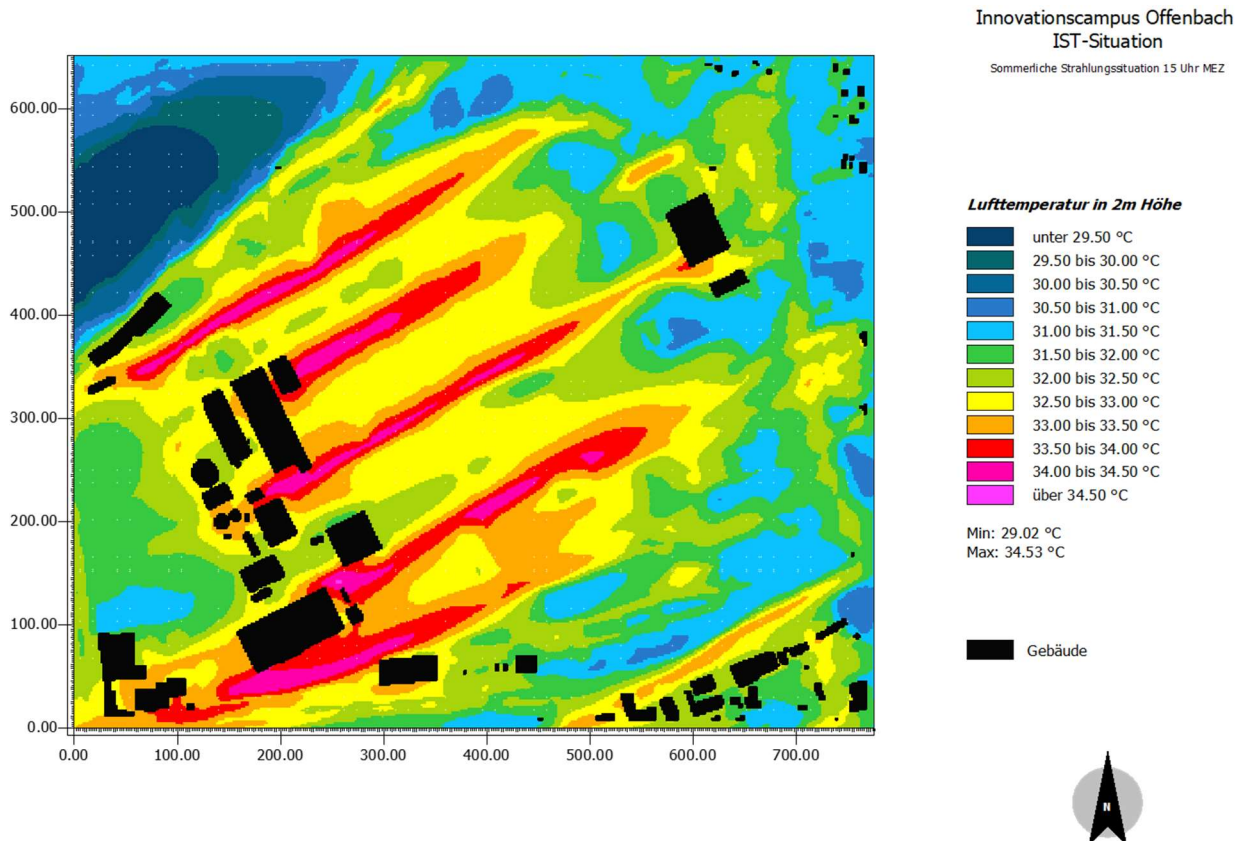 Innovationscampus Offenbach
IST-Situation
Sommerliche Strahlungssituation 15 Uhr MEZ
600.00
500.00
400.00
300.00
200.00
100.00
0.00
0.00 100.00 200.00 300.00 400.00 500.00 600.00 700.00
Lufttemperatur in 2m Höhe
unter 29.50 °C
29.50 bis 30.00 °C
30.00 bis 30.50 °C
30.50 bis 31.00 °C
31.00 bis 31.50 °C
31.50 bis 32.00 °C
32.00 bis 32.50 °C
32.50 bis 33.00 °C
33.00 bis 33.50 °C
33.50 bis 34.00 °C
34.00 bis 34.50 °C
über 34.50 °C
Min: 29.02 °C
Max: 34.53 °C
Gebäude
N